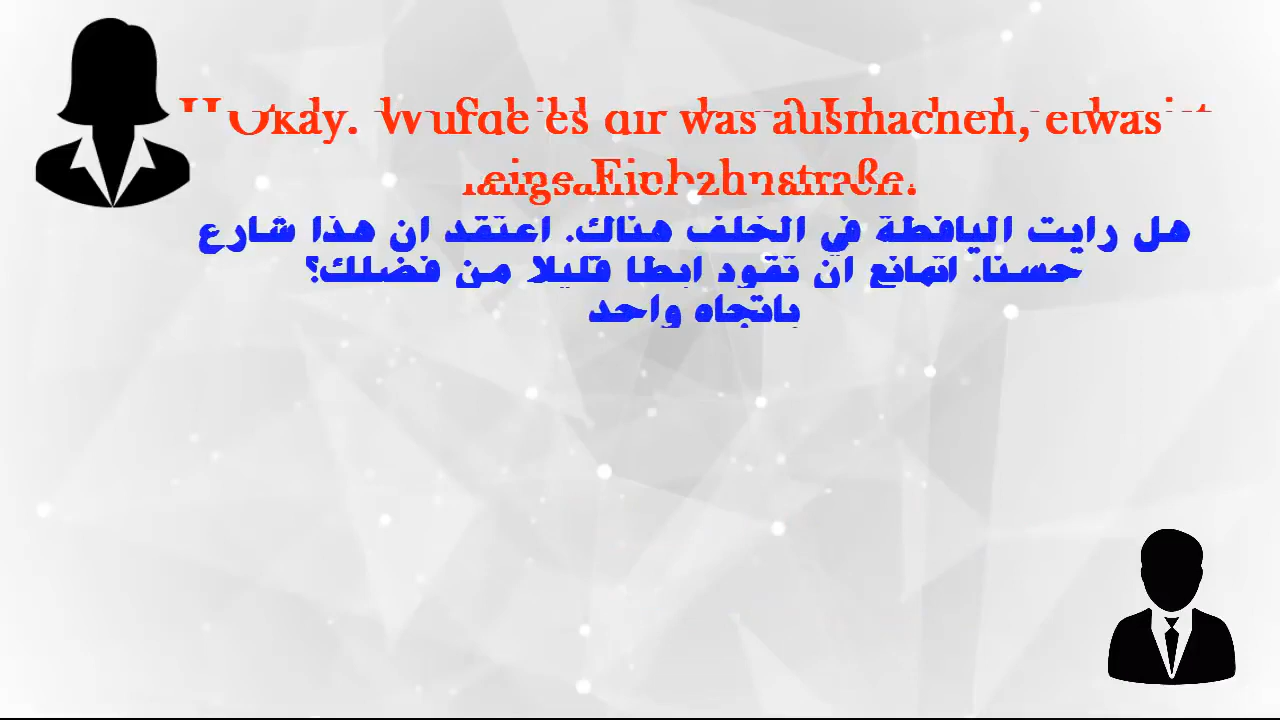 Okay. Würde es dir was ausmachen, etwas
Einbahnstraße.
هل رايت اليافطة في الخلف هناك. اعتقد ان هذا شارع
حسنا. اتمانع ان تقود ابطا قليلا من فضلك؟
باتجاه واحد